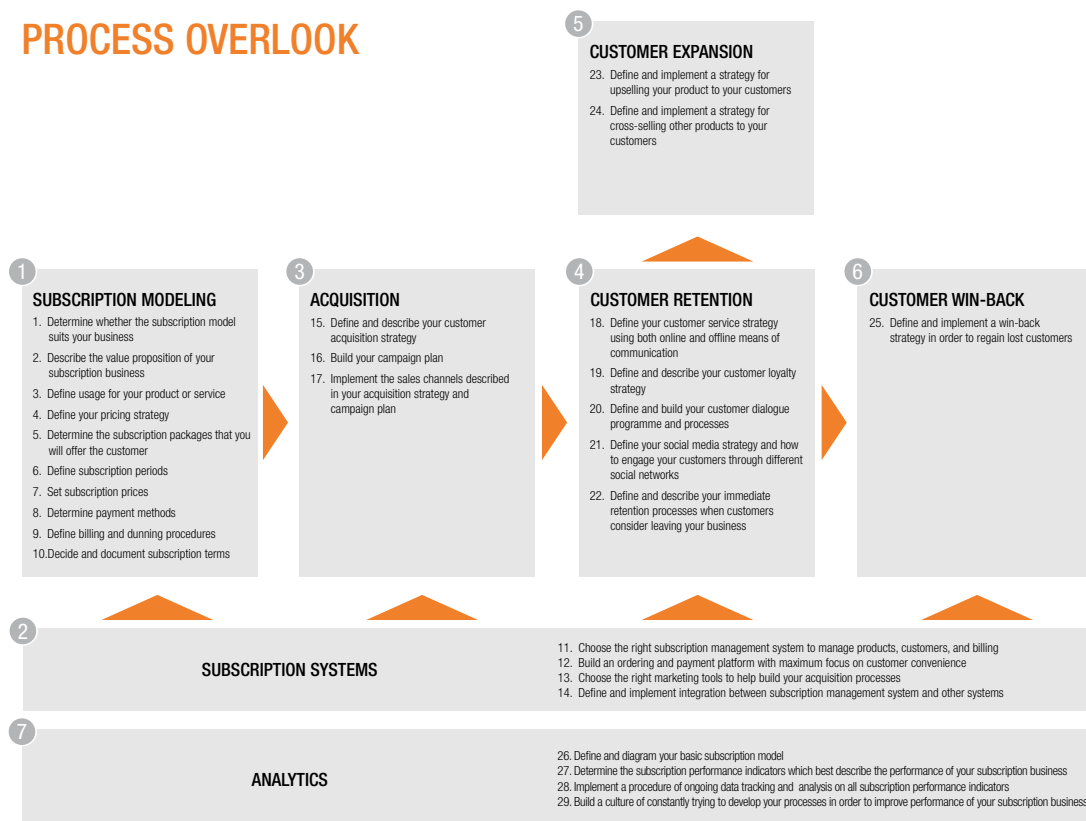 PROCESS OVERLOOK
5
CUSTOMER EXPANSION
23. Define and implement a strategy for
upselling your product to your customers
24. Define and implement a strategy for
cross-selling other products to your
customers
1
SUBSCRIPTION MODELING
1. Determine whether the subscription model
suits your business
2. Describe the value proposition of your
subscription business
3. Define usage for your product or service
4. Define your pricing strategy
5. Determine the subscription packages that you
will offer the customer
6. Define subscription periods
7. Set subscription prices
8. Determine payment methods
9. Define billing and dunning procedures
10.Decide and document subscription terms
3
ACQUISITION
15. Define and describe your customer
acquisition strategy
16. Build your campaign plan
17. Implement the sales channels described
in your acquisition strategy and
campaign plan
4
CUSTOMER RETENTION
18. Define your customer service strategy
using both online and offline means of
communication
19. Define and describe your customer loyalty
strategy
20. Define and build your customer dialogue
programme and processes
21. Define your social media strategy and how
to engage your customers through different
social networks
22. Define and describe your immediate
retention processes when customers
consider leaving your business
6
CUSTOMER WIN-BACK
25. Define and implement a win-back
strategy in order to regain lost customers
2
SUBSCRIPTION SYSTEMS
11. Choose the right subscription management system to manage products, customers, and billing
12. Build an ordering and payment platform with maximum focus on customer convenience
13. Choose the right marketing tools to help build your acquisition processes
14. Define and implement integration between subscription management system and other systems
7
ANALYTICS
26. Define and diagram your basic subscription model
27. Determine the subscription performance indicators which best describe the performance of your subscription business
28. Implement a procedure of ongoing data tracking and analysis on all subscription performance indicators
29. Build a culture of constantly trying to develop your processes in order to improve performance of your subscription business